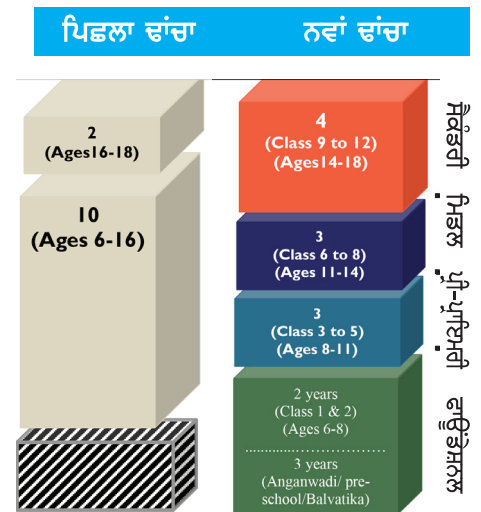 ਪਿਛਲਾ ਢਾਂਚਾ
ਨਵਾਂ ਢਾਂਚਾ
2
(Ages16-18)
10
(Ages 6-16)
4
(Class 9 to 12)
(Ages14-18)
3
(Class 6 to 8)
(Ages 11-14)
3
(Class 3 to 5)
(Ages 8-11)
2 years
(Class 1 & 2)
(Ages 6-8)
3 years
(Anganwadi/ pre-
school/Balvatika)
ਸੈਕੰਡਰੀ
ਮਿਡਲ
ਪ੍ਰੀ-ਪ੍ਰਾਇਮਰੀ
ਫਾਊਂਡੇਸ਼ਨਲ